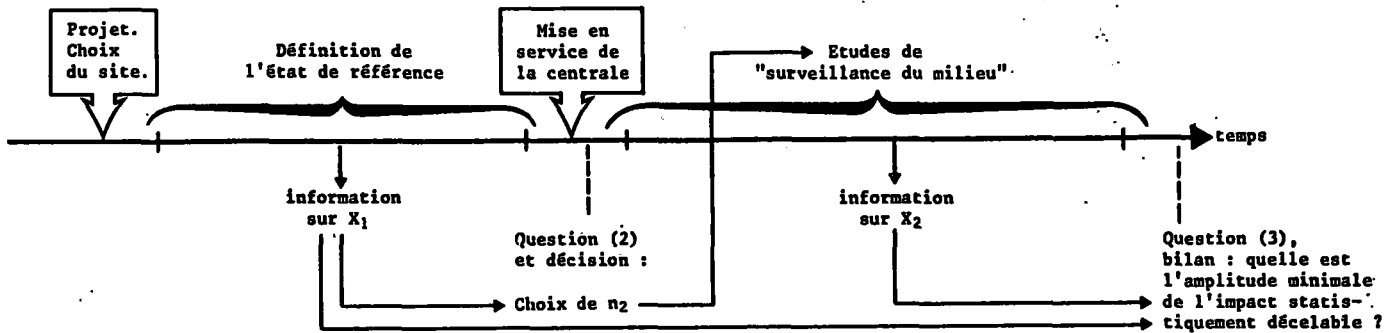 Projet.
Choix
du site.
Définition de
l'état de référence
Mise en
service de
la centrale
Etudes de
"surveillance du milieu"
temps
information
sur X₁
Question (2)
et décision :
Choix de n₂
information
sur X₂
Question (3),
bilan : quelle est
l'amplitude minimale
de l'impact statis-
tiquement décelable ?